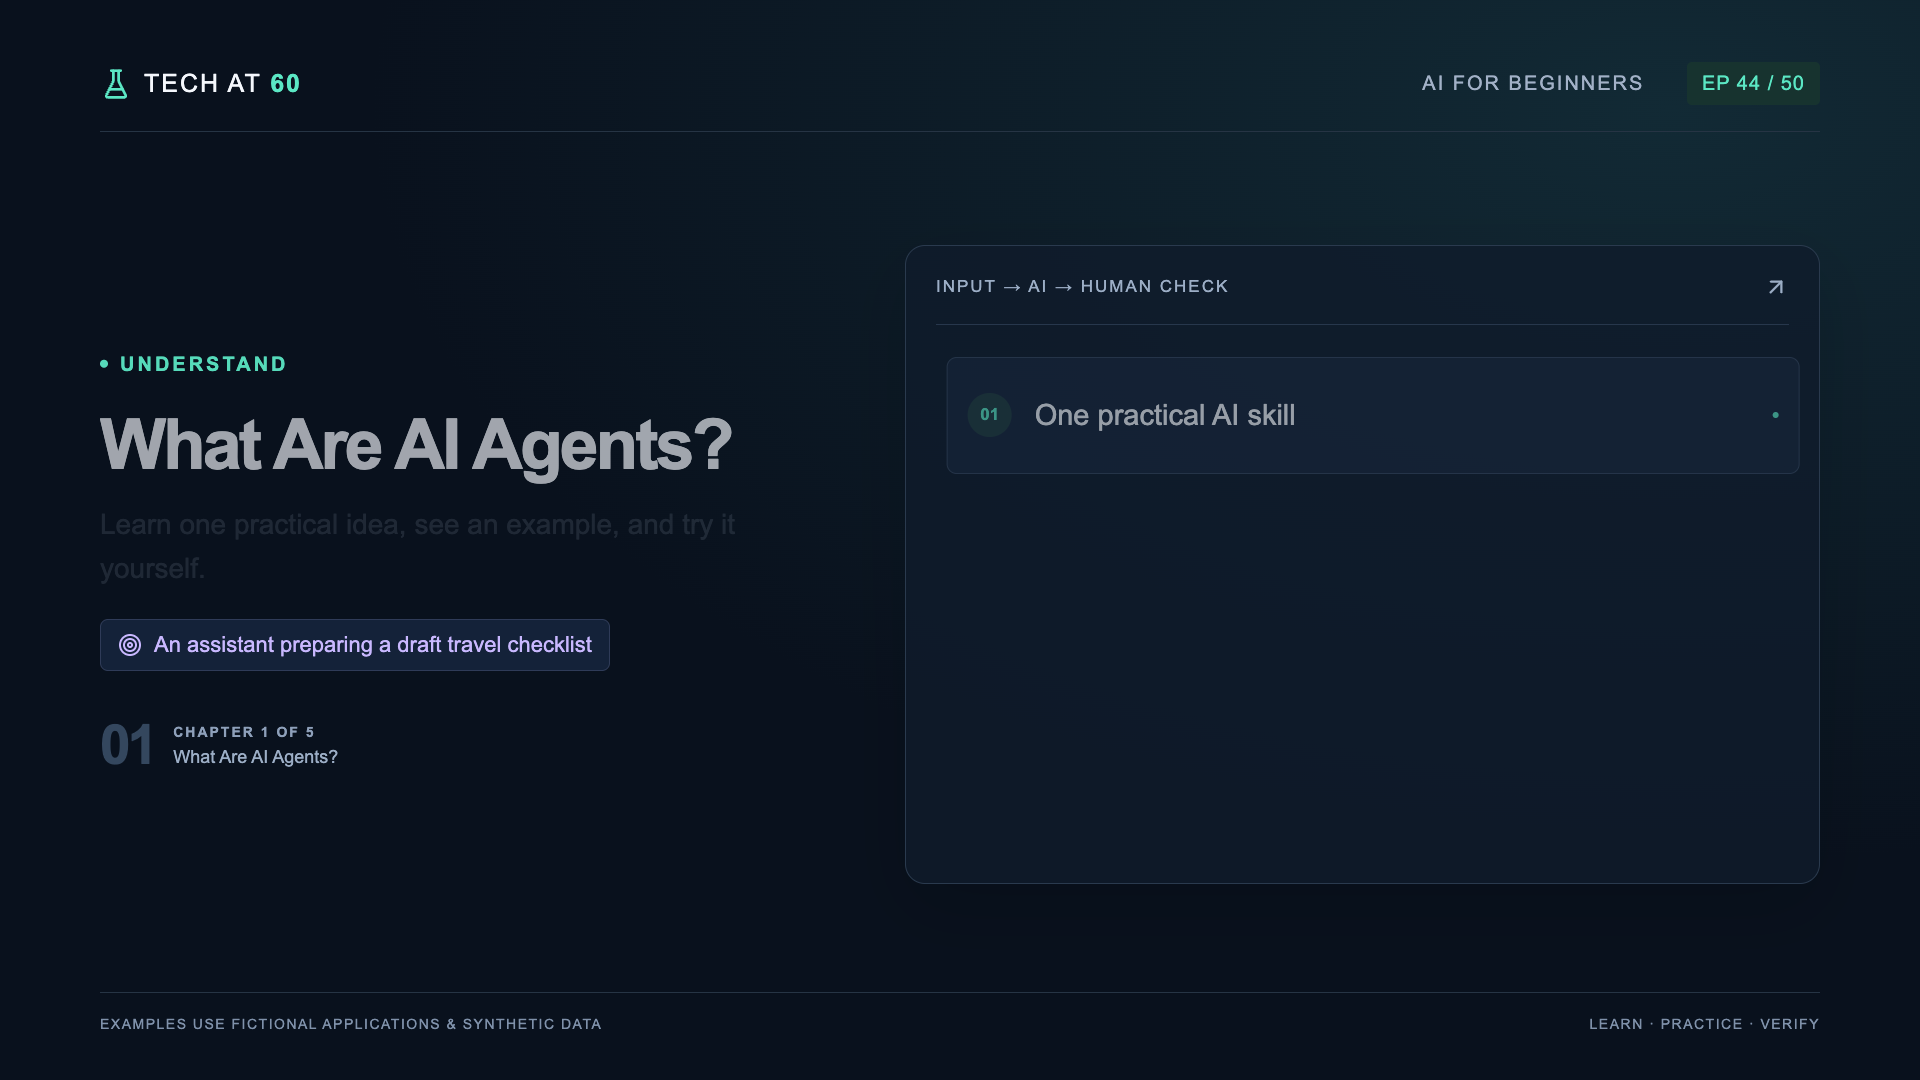 TECH AT 60
AI FOR BEGINNERS
EP 44 / 50
UNDERSTAND
What Are AI Agents?
Learn one practical idea, see an example, and try it
yourself.
An assistant preparing a draft travel checklist
01
CHAPTER 1 OF 5
What Are AI Agents?
INPUT → AI → HUMAN CHECK
01
One practical AI skill
EXAMPLES USE FICTIONAL APPLICATIONS & SYNTHETIC DATA
LEARN · PRACTICE · VERIFY